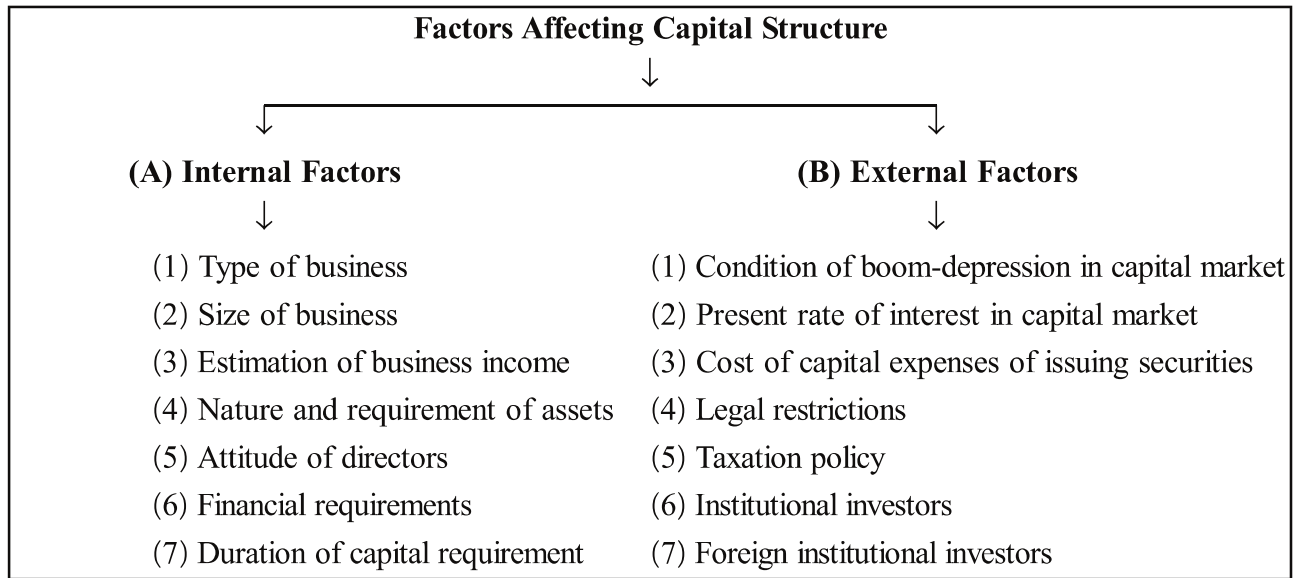 Factors Affecting Capital Structure
(A) Internal Factors
(1) Type of business
(2) Size of business
(3) Estimation of business income
(4) Nature and requirement of assets
(5) Attitude of directors
(6) Financial requirements
(7) Duration of capital requirement
(B) External Factors
(1) Condition of boom-depression in capital market
(2) Present rate of interest in capital market
(3) Cost of capital expenses of issuing securities
(4) Legal restrictions
(5) Taxation policy
(6) Institutional investors
(7) Foreign institutional investors